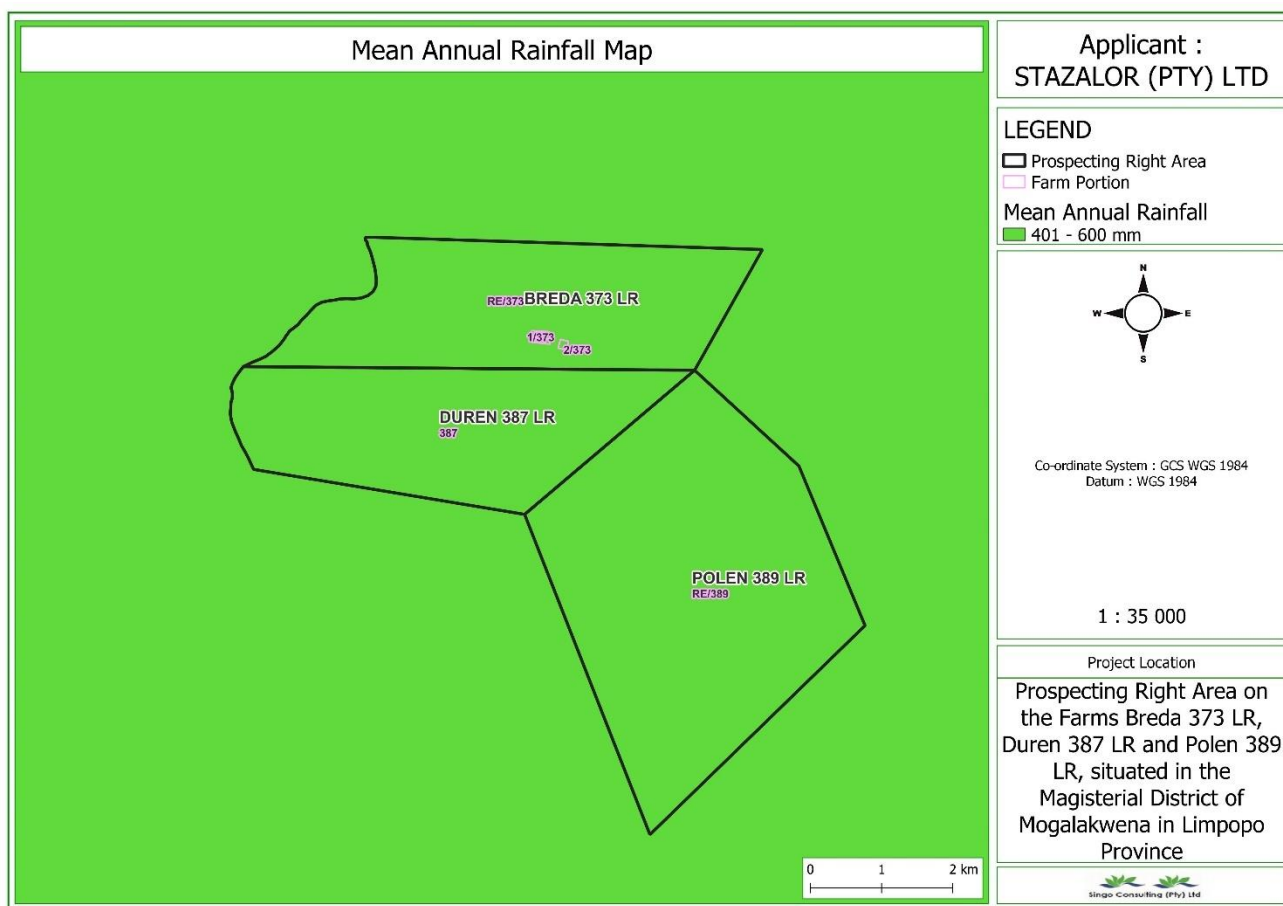 Mean Annual Rainfall Map
RE/373 BREDA 373 LR
1/373
2/373
DUREN 387 LR
387
POLEN 389 LR
RE/389
0 1 2 km
Applicant :
STAZALOR (PTY) LTD
LEGEND
Prospecting Right Area
Farm Portion
Mean Annual Rainfall
401 - 600 mm
N
W E
S
Co-ordinate System : GCS WGS 1984
Datum : WGS 1984
1 : 35 000
Project Location
Prospecting Right Area on
the Farms Breda 373 LR,
Duren 387 LR and Polen 389
LR, situated in the
Magisterial District of
Mogalakwena in Limpopo
Province
Singo Consulting (Pty) Ltd